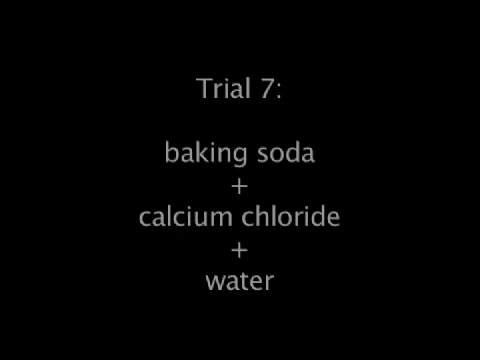 Trial 7:
baking soda
+
calcium chloride
+
water